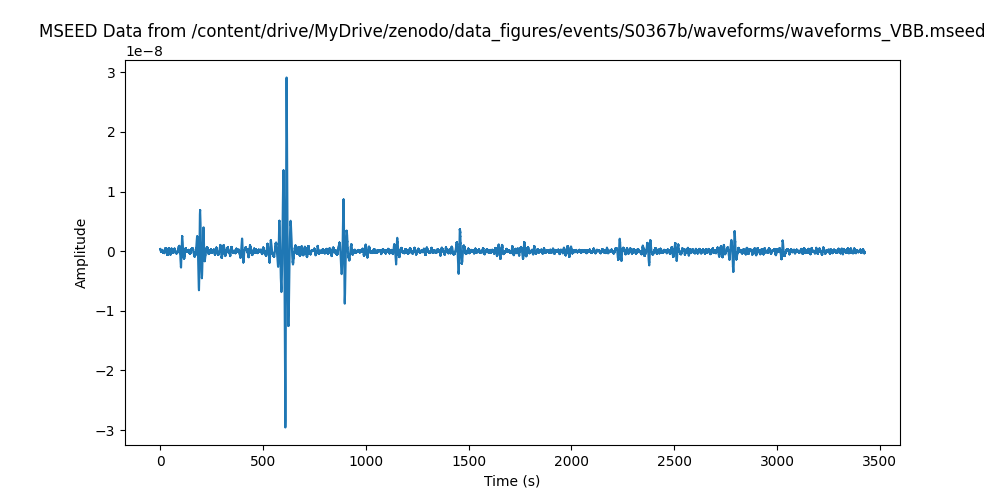 MSEED Data from /content/drive/MyDrive/zenodo/data_figures/events/S0367b/waveforms/waveforms_VBB.mseed
1e−8
3
2
1
0
−1
−2
−3
Amplitude
0 500 1000 1500 2000 2500 3000 3500
Time (s)